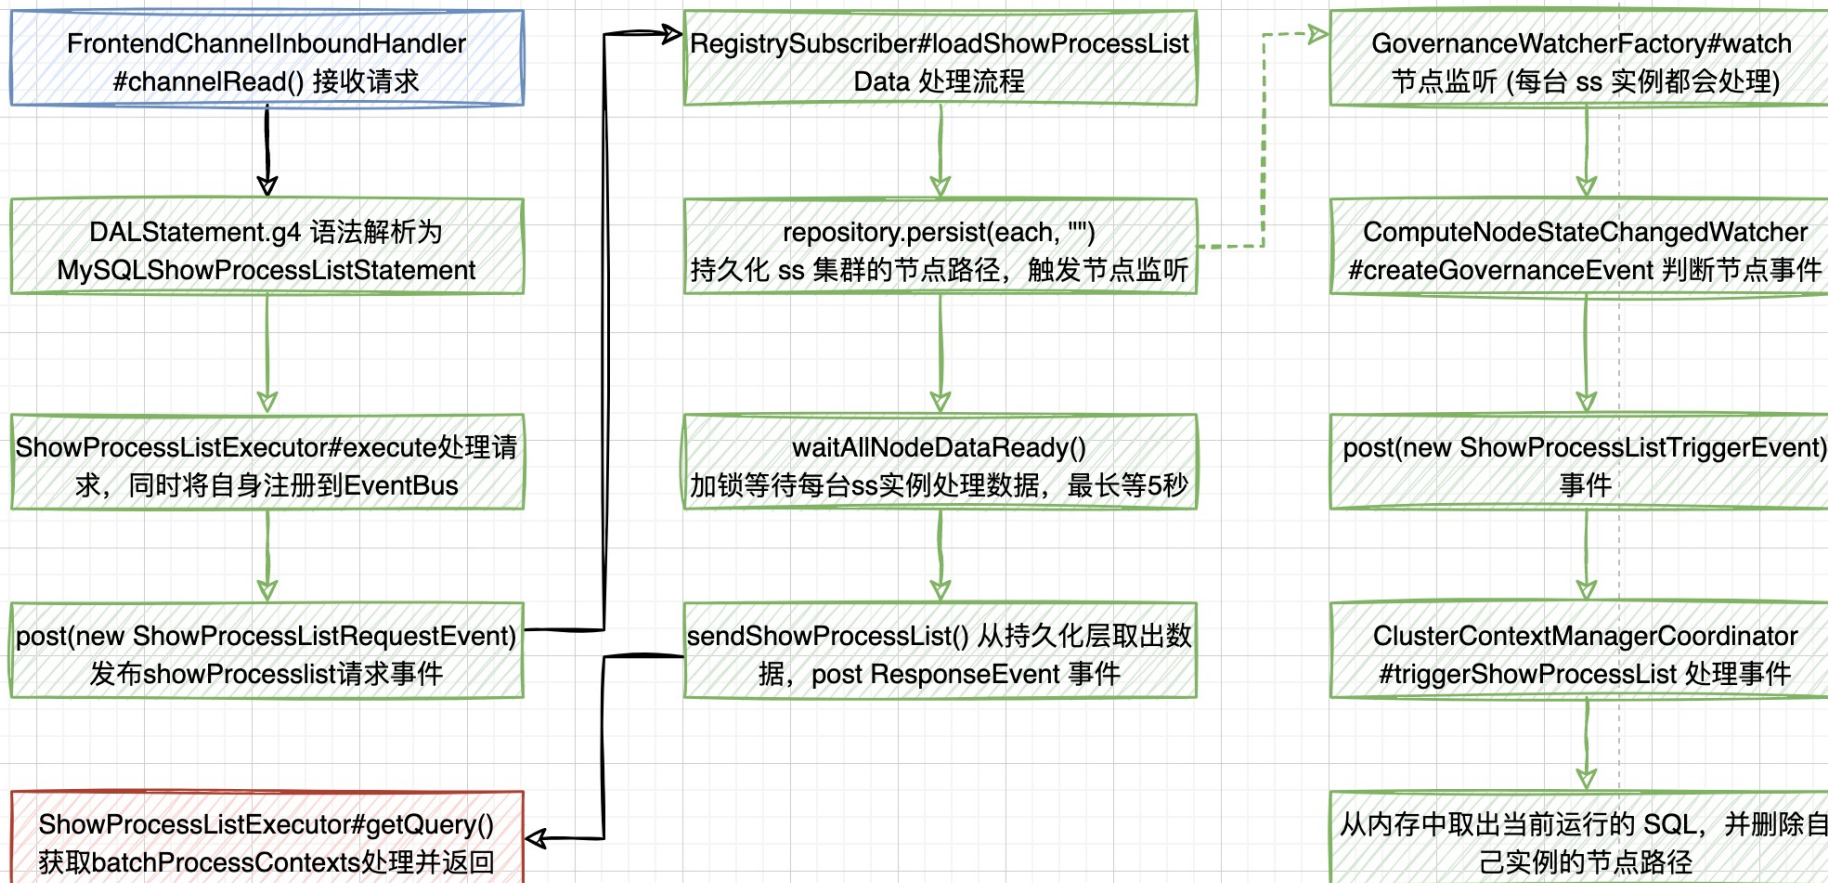 FrontendChannelInboundHandler
#channelRead() 接收请求
DALStatement.g4 语法解析为
MySQLShowProcessListStatement
ShowProcessListExecutor#execute处理请
求，同时将自身注册到EventBus
post(new ShowProcessListRequestEvent)
发布showProcesslist请求事件
ShowProcessListExecutor#getQuery()
获取batchProcessContexts处理并返回
RegistrySubscriber#loadShowProcessList
Data 处理流程
repository.persist(each, "")
持久化 ss 集群的节点路径，触发节点监听
waitAllNodeDataReady()
加锁等待每台ss实例处理数据，最长等5秒
sendShowProcessList() 从持久化层取出数
据，post ResponseEvent 事件
GovernanceWatcherFactory#watch
节点监听 (每台 ss 实例都会处理)
ComputeNodeStateChangedWatcher
#createGovernanceEvent 判断节点事件
post(new ShowProcessListTriggerEvent)
事件
ClusterContextManagerCoordinator
#triggerShowProcessList 处理事件
从内存中取出当前运行的 SQL，并删除自
己实例的节点路径